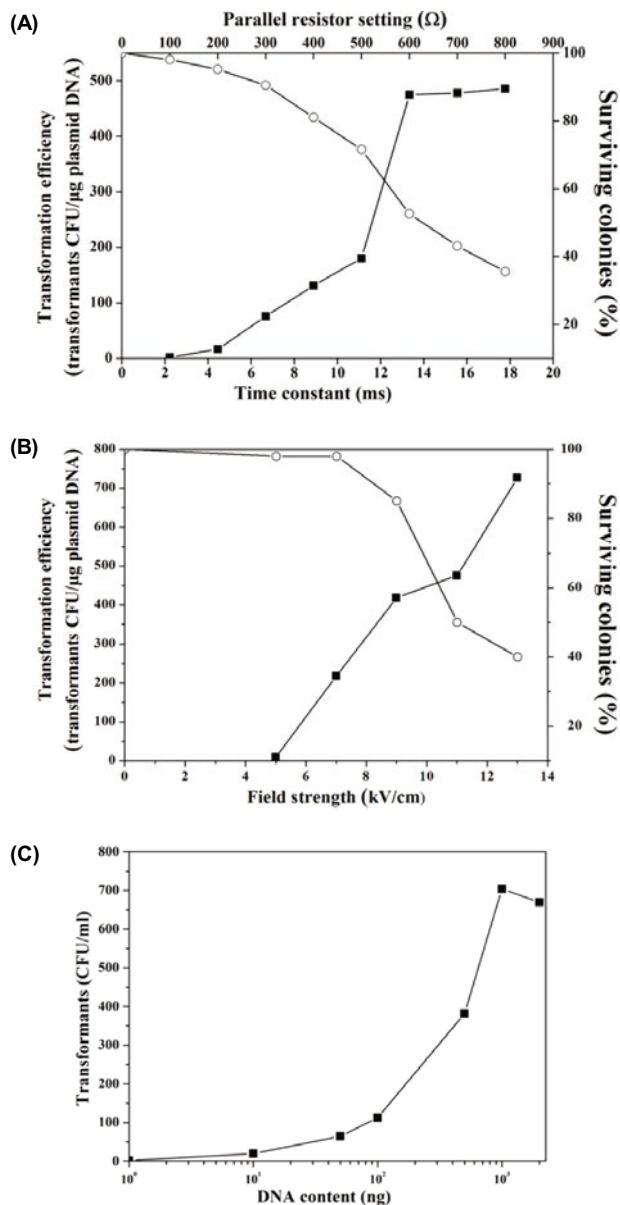 (A)
Parallel resistor setting (Ω)
0 100 200 300 400 500 600 700 800 900
500
400
300
200
100
0
Transformation efficiency
(transformants CFU/μg plasmid DNA)
100
80
60
40
20
Surviving colonies (%)
0 2 4 6 8 10 12 14 16 18 20
Time constant (ms)
(B)
800
700
600
500
400
300
200
100
0
Transformation efficiency
(transformants CFU/μg plasmid DNA)
100
80
60
40
20
Surviving colonies (%)
0 2 4 6 8 10 12 14
Field strength (kV/cm)
(C)
800
700
600
500
400
300
200
100
0
Transformants (CFU/ml)
10⁰ 10¹ 10² 10³
DNA content (ng)